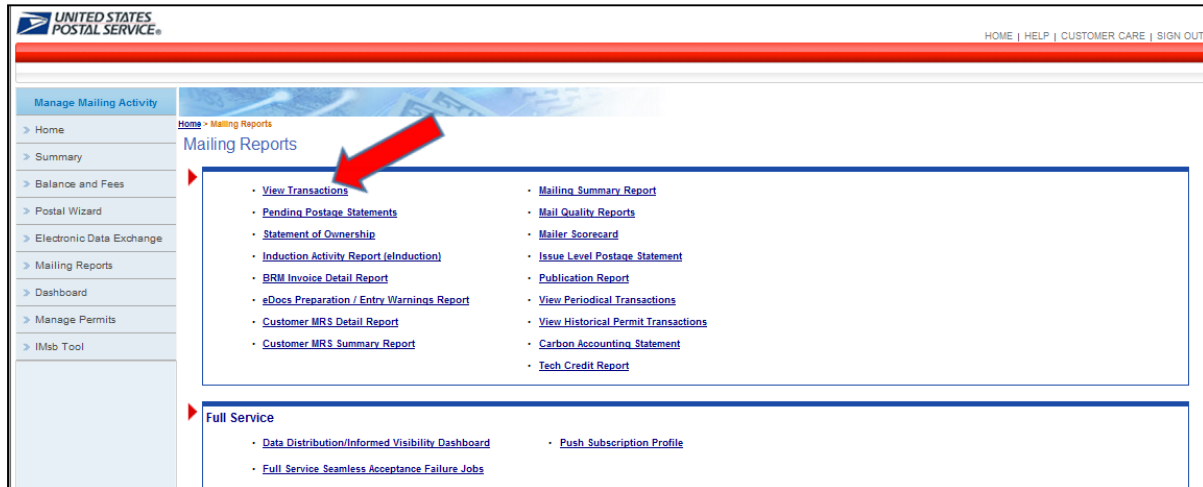 UNITED STATES
POSTAL SERVICE®
HOME | HELP | CUSTOMER CARE | SIGN OUT
Manage Mailing Activity
> Home
> Summary
> Balance and Fees
> Postal Wizard
> Electronic Data Exchange
> Mailing Reports
> Dashboard
> Manage Permits
> IMsb Tool
Home > Mailing Reports
Mailing Reports
· View Transactions
· Pending Postage Statements
· Statement of Ownership
· Induction Activity Report (eInduction)
· BRM Invoice Detail Report
· eDocs Preparation / Entry Warnings Report
· Customer MRS Detail Report
· Customer MRS Summary Report
· Mailing Summary Report
· Mail Quality Reports
· Mailer Scorecard
· Issue Level Postage Statement
· Publication Report
· View Periodical Transactions
· View Historical Permit Transactions
· Carbon Accounting Statement
· Tech Credit Report
Full Service
· Data Distribution/Informed Visibility Dashboard
· Full Service Seamless Acceptance Failure Jobs
· Push Subscription Profile